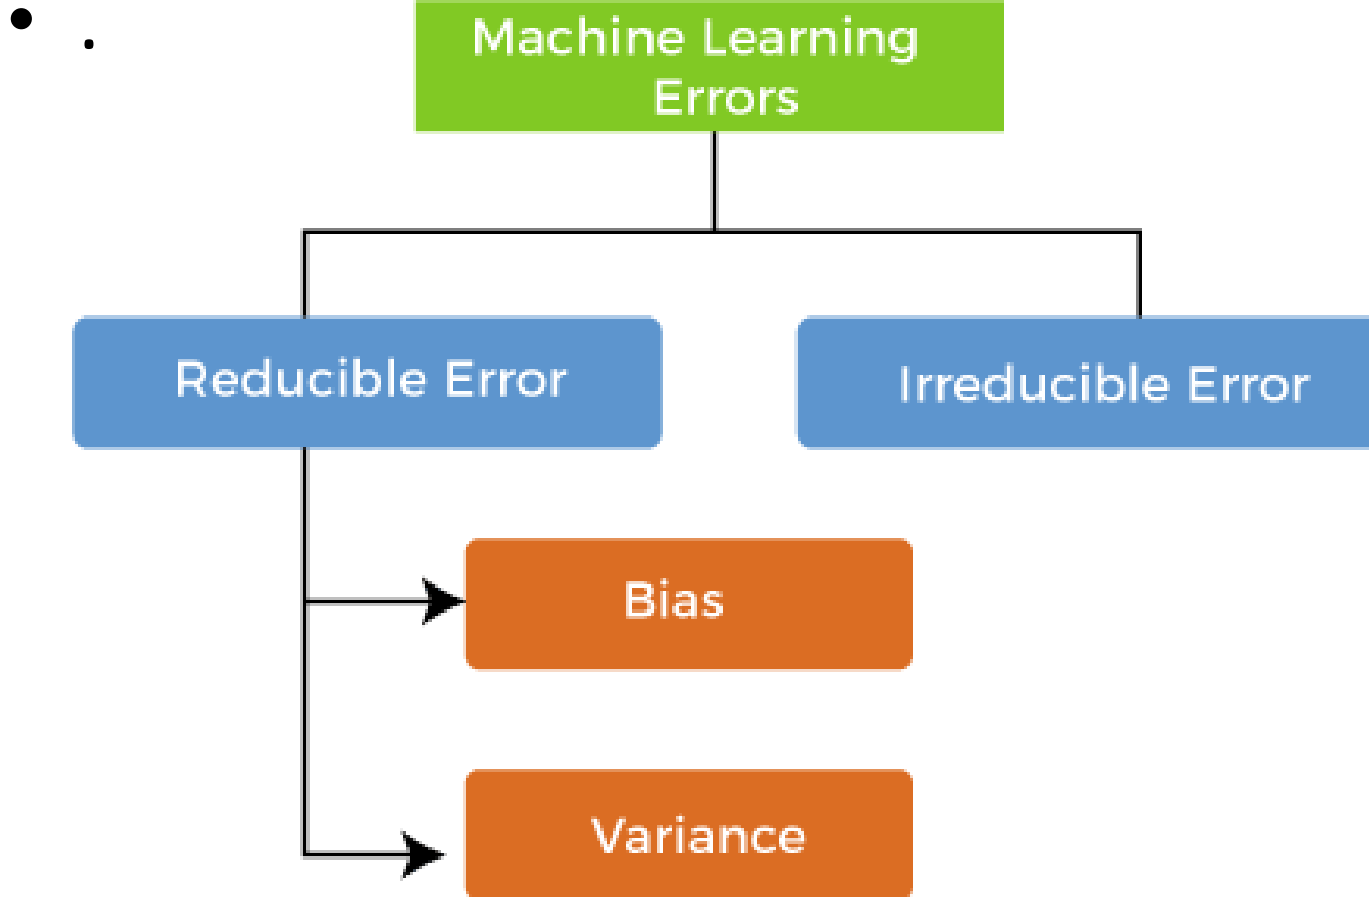 • .
Machine Learning
Errors
Reducible Error
Irreducible Error
Bias
Variance